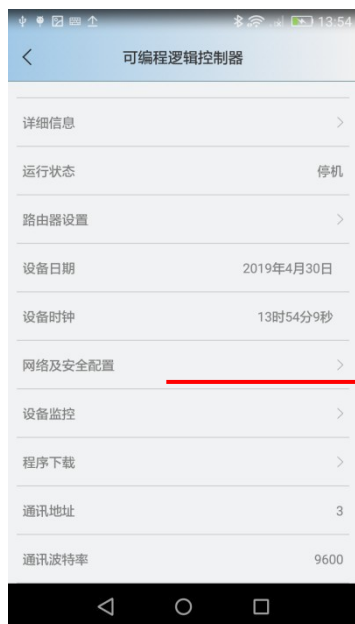 13:54
可编程逻辑控制器
详细信息
运行状态 停机
路由器设置
设备日期 2019年4月30日
设备时钟 13时54分9秒
网络及安全配置
设备监控
程序下载
通讯地址 3
通讯波特率 9600